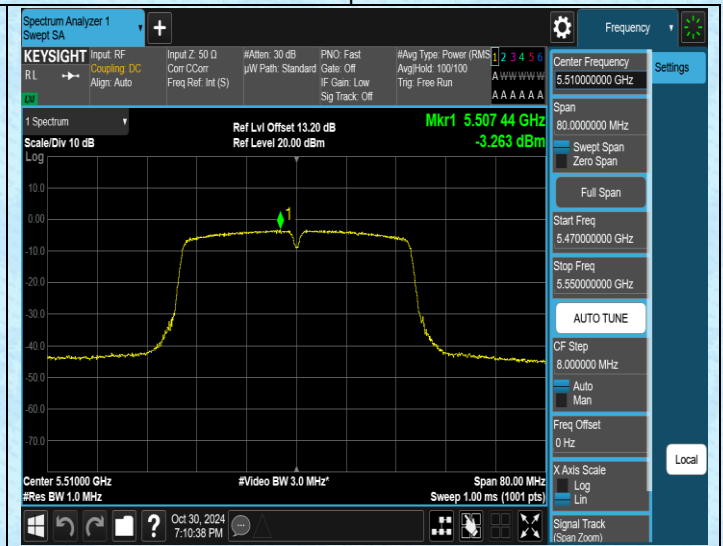 Spectrum Analyzer 1
Swept SA
+
Frequency
KEYSIGHT
R L
LXI
Input: RF
Coupling: DC
Align: Auto
Input Z: 50 Ω
Corr CCorr
Freq Ref: Int (S)
#Atten: 30 dB
µW Path: Standard
PNO: Fast
Gate: Off
IF Gain: Low
Sig Track: Off
#Avg Type: Power (RMS
Avg|Hold: 100/100
Trig: Free Run
1 2 3 4 5 6
A W W W W W
A A A A A A
1 Spectrum
Scale/Div 10 dB
Log
Ref Lvl Offset 13.20 dB
Ref Level 20.00 dBm
Mkr1 5.507 44 GHz
-3.263 dBm
10.0
0.00
-10.0
-20.0
-30.0
-40.0
-50.0
-60.0
-70.0
1
Center 5.51000 GHz
#Res BW 1.0 MHz
#Video BW 3.0 MHz*
Span 80.00 MHz
Sweep 1.00 ms (1001 pts)
Center Frequency
5.510000000 GHz
Settings
Span
80.0000000 MHz
Swept Span
Zero Span
Full Span
Start Freq
5.470000000 GHz
Stop Freq
5.550000000 GHz
AUTO TUNE
CF Step
8.000000 MHz
Auto
Man
Freq Offset
0 Hz
X Axis Scale
Log
Lin
Local
Signal Track
(Span Zoom)
?
Oct 30, 2024
7:10:38 PM